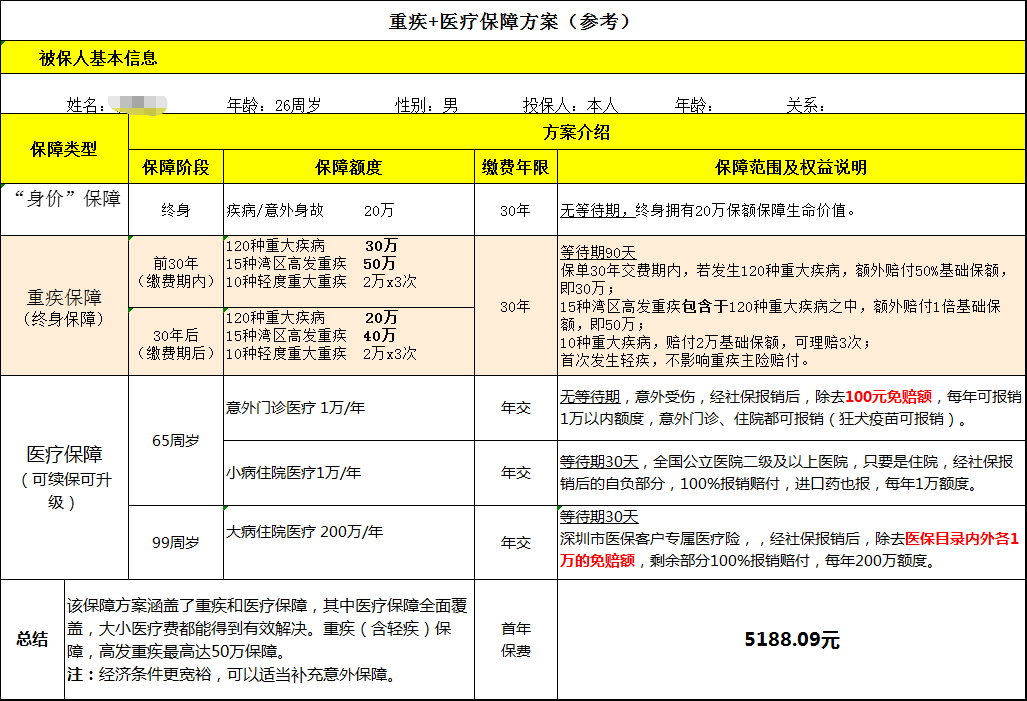 重疾+医疗保障方案（参考）
被保人基本信息
姓名： 年龄：26周岁 性别：男 投保人：本人 年龄： 关系：
保障类型 方案介绍
保障阶段 保障额度 缴费年限 保障范围及权益说明
“身价”保障 终身 疾病/意外身故 20万 30年 无等待期，终身拥有20万保额保障生命价值。
重疾保障
（终身保障）
前30年
（缴费期内）
120种重大疾病 30万
15种湾区高发重疾 50万
10种轻度重大重疾 2万x3次
30年后
（缴费期后）
120种重大疾病 20万
15种湾区高发重疾 40万
10种轻度重大重疾 2万x3次
30年
等待期90天
保单30年交费期内，若发生120种重大疾病，额外赔付50%基础保额，
即30万；
15种湾区高发重疾包含于120种重大疾病之中，额外赔付1倍基础保
额，即50万；
10种重大疾病，赔付2万基础保额，可理赔3次；
首次发生轻疾，不影响重疾主险赔付。
医疗保障
（可续保可升
级）
65周岁
意外门诊医疗 1万/年
年交
无等待期，意外受伤，经社保报销后，除去100元免赔额，每年可报销
1万以内额度，意外门诊、住院都可报销（狂犬疫苗可报销）。
小病住院医疗1万/年
年交
等待期30天，全国公立医院二级及以上医院，只要是住院，经社保报
销后的自负部分，100%报销赔付，进口药也报，每年1万额度。
99周岁
大病住院医疗 200万/年
年交
等待期30天
深圳市医保客户专属医疗险，，经社保报销后，除去医保目录内外各1
万的免赔额，剩余部分100%报销赔付，每年200万额度。
总结
该保障方案涵盖了重疾和医疗保障，其中医疗保障全面覆
盖，大小医疗费都能得到有效解决。重疾（含轻疾）保
障，高发重疾最高达50万保障。
注：经济条件更宽裕，可以适当补充意外保障。
首年
保费
5188.09元